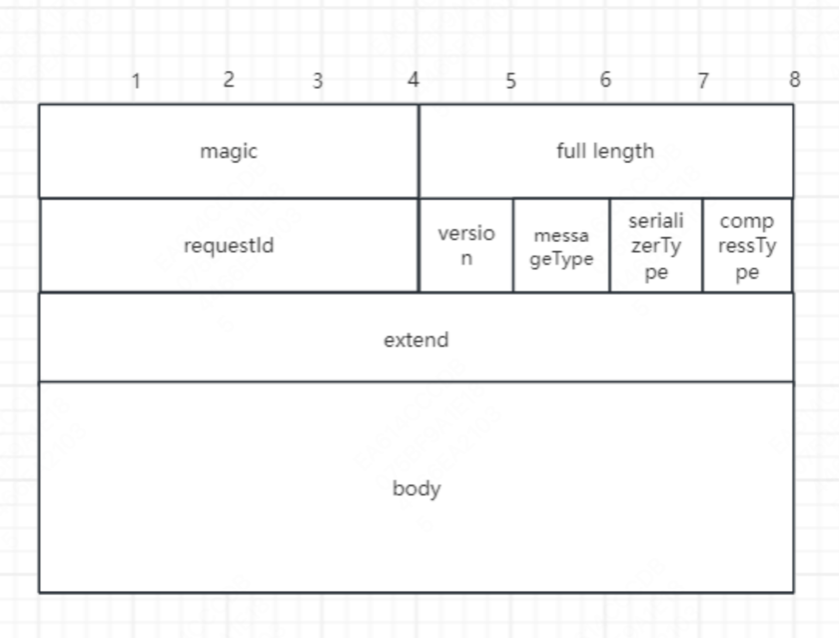 1 2 3 4 5 6 7 8
magic full length
requestId
versio
n
messa
geType
seriali
zerTy
pe
comp
ressTy
pe
extend
body